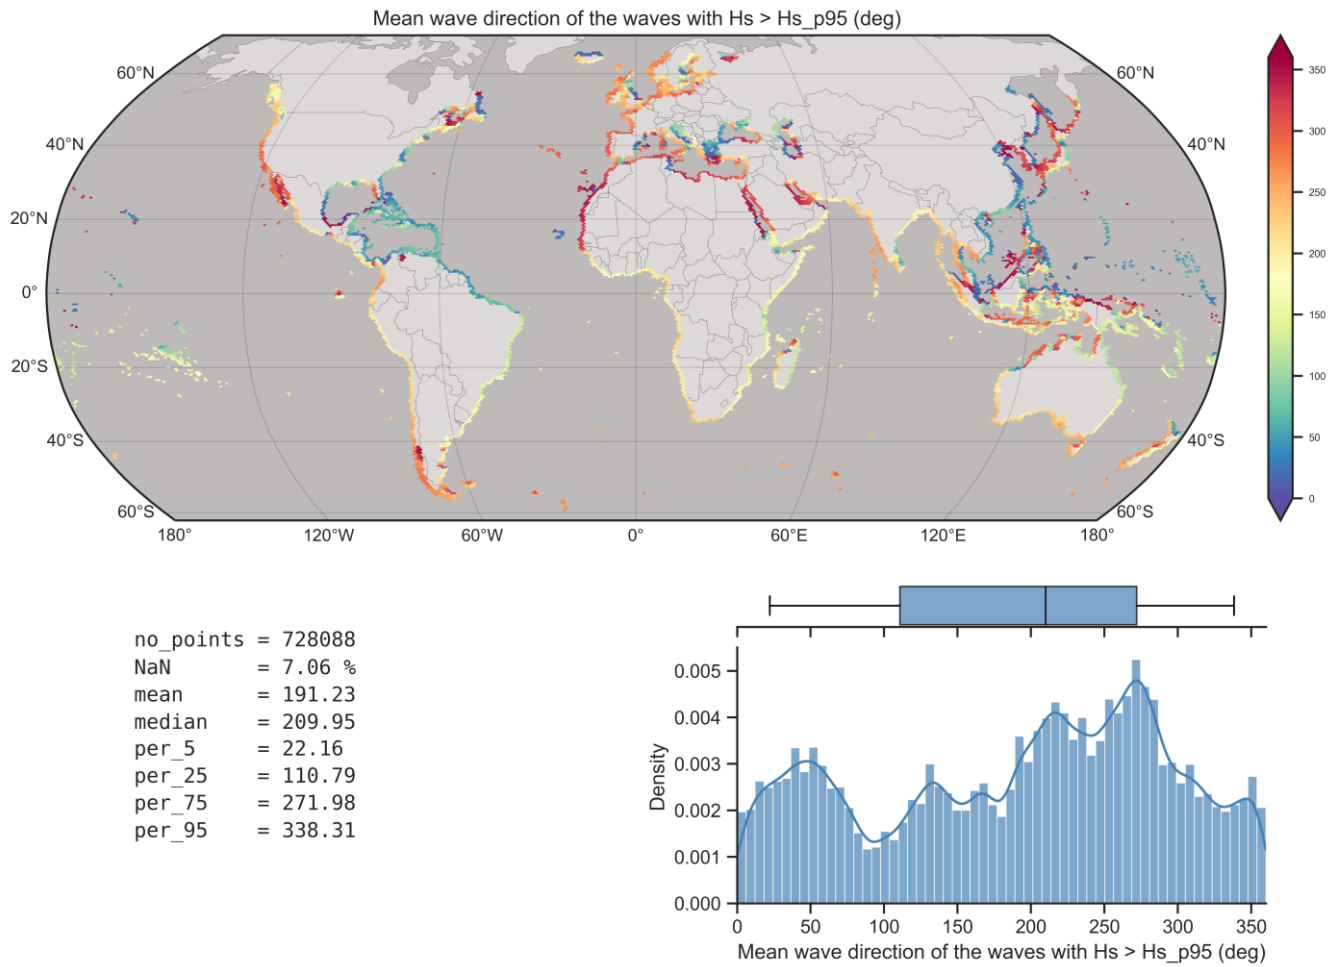 Mean wave direction of the waves with Hs > Hs_p95 (deg)
60°N 60°N
40°N 40°N
20°N 20°N
0° 0°
20°S 20°S
40°S 40°S
60°S 60°S
180° 120°W 60°W 0° 60°E 120°E 180°
350
300
250
200
150
100
50
0
no_points = 728088
NaN = 7.06 %
mean = 191.23
median = 209.95
per_5 = 22.16
per_25 = 110.79
per_75 = 271.98
per_95 = 338.31
Density
0.005
0.004
0.003
0.002
0.001
0.000
0 50 100 150 200 250 300 350
Mean wave direction of the waves with Hs > Hs_p95 (deg)